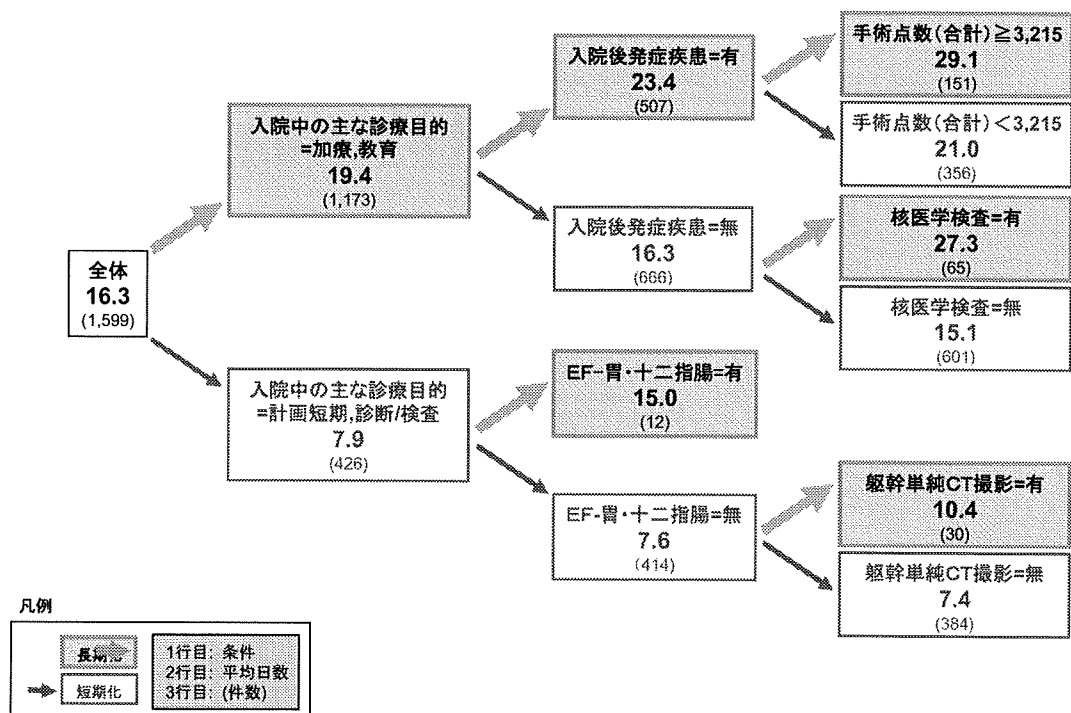 全体
16.3
(1,599)
入院中の主な診療目的
=加療,教育
19.4
(1,173)
入院中の主な診療目的
=計画短期,診断/検査
7.9
(426)
入院後発症疾患=有
23.4
(507)
入院後発症疾患=無
16.3
(666)
EF-胃・十二指腸=有
15.0
(12)
EF-胃・十二指腸=無
7.6
(414)
手術点数(合計)≧3,215
29.1
(151)
手術点数(合計)<3,215
21.0
(356)
核医学検査=有
27.3
(65)
核医学検査=無
15.1
(601)
躯幹単純CT撮影=有
10.4
(30)
躯幹単純CT撮影=無
7.4
(384)
凡例
長期化
短期化
1行目: 条件
2行目: 平均日数
3行目: (件数)